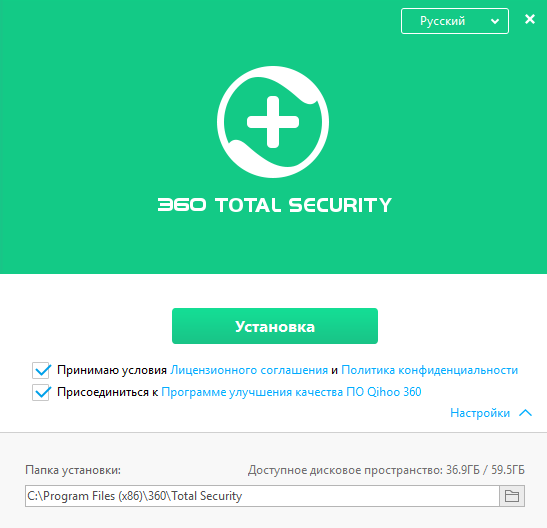 Русский
360 TOTAL SECURITY
Установка
Принимаю условия Лицензионного соглашения и Политика конфиденциальности
Присоединиться к Программе улучшения качества ПО Qihoo 360
Настройки
Папка установки: Доступное дисковое пространство: 36.9ГБ / 59.5ГБ
C:\Program Files (x86)\360\Total Security